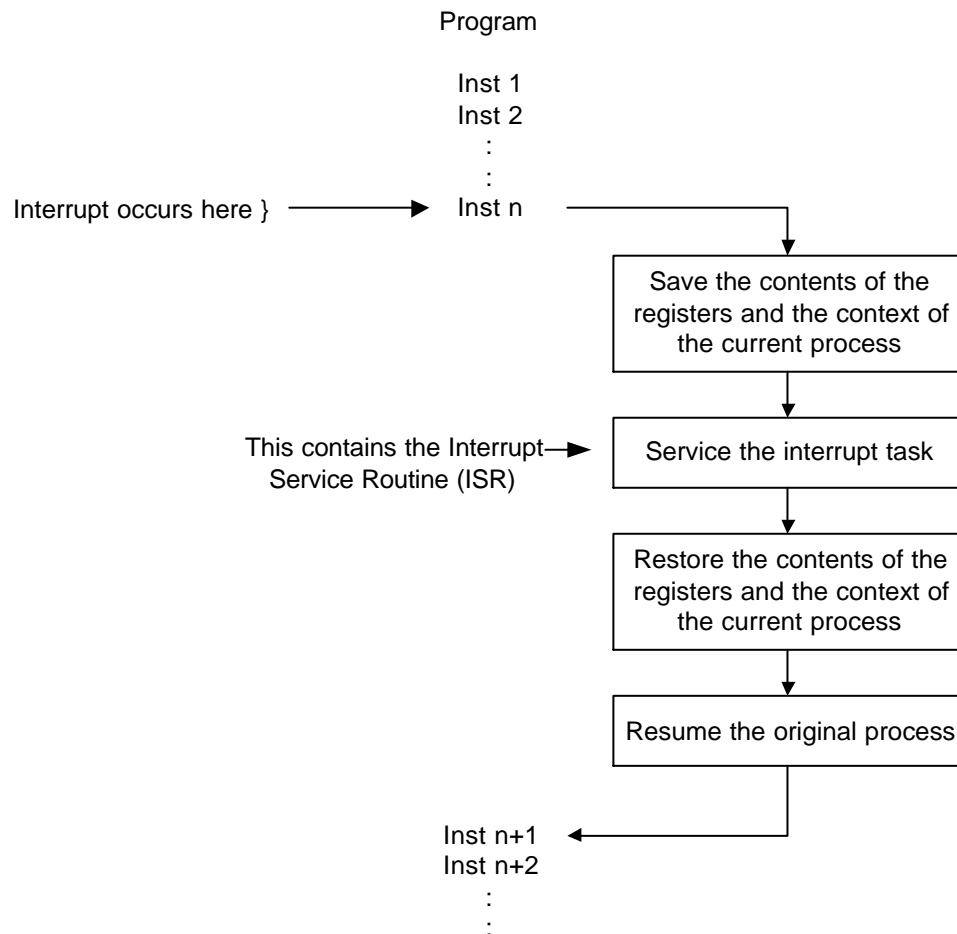 Program
Inst 1
Inst 2
:
:
Interrupt occurs here }
Inst n
Save the contents of the
registers and the context of
the current process
This contains the Interrupt
Service Routine (ISR)
Service the interrupt task
Restore the contents of the
registers and the context of
the current process
Resume the original process
Inst n+1
Inst n+2
:
: